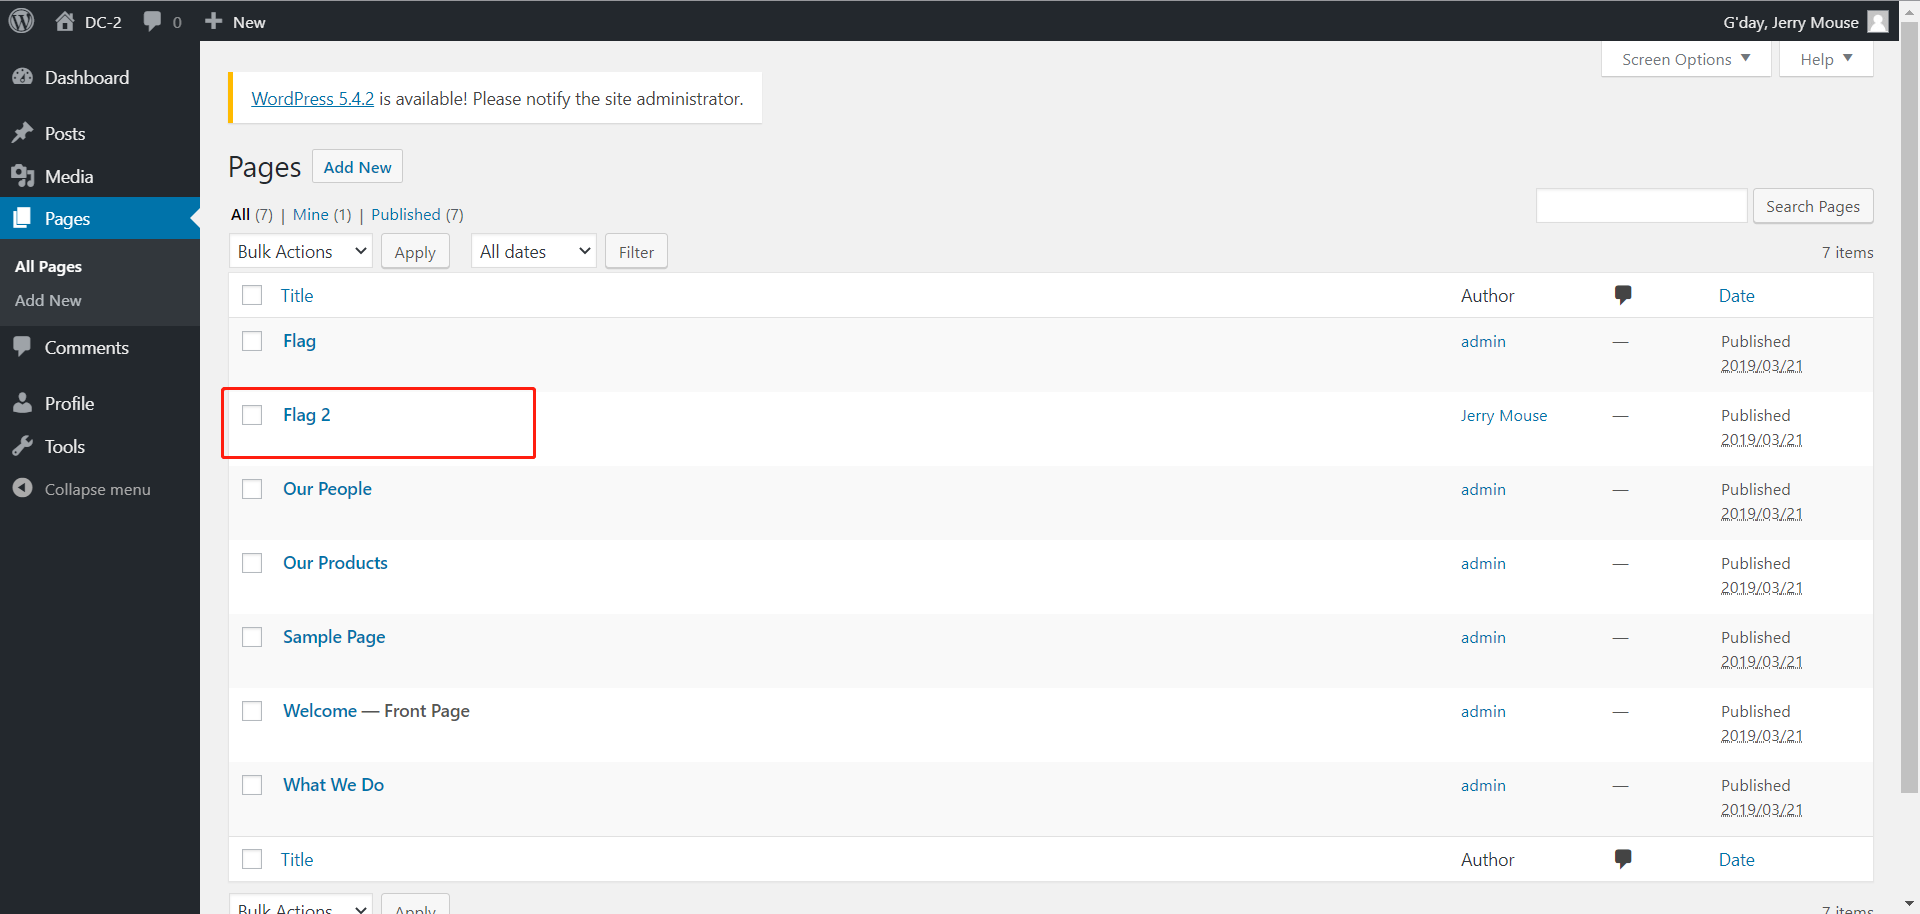 DC-2 0 New G'day, Jerry Mouse
Dashboard
Posts
Media
Pages
All Pages
Add New
Comments
Profile
Tools
Collapse menu
Screen Options Help
WordPress 5.4.2 is available! Please notify the site administrator.
Pages Add New
All (7) | Mine (1) | Published (7)
Search Pages
Bulk Actions Apply All dates Filter 7 items
Title Author Date
Flag admin — Published
2019/03/21
Flag 2 Jerry Mouse — Published
2019/03/21
Our People admin — Published
2019/03/21
Our Products admin — Published
2019/03/21
Sample Page admin — Published
2019/03/21
Welcome — Front Page admin — Published
2019/03/21
What We Do admin — Published
2019/03/21
Title Author Date
Bulk Actions Apply 7 items